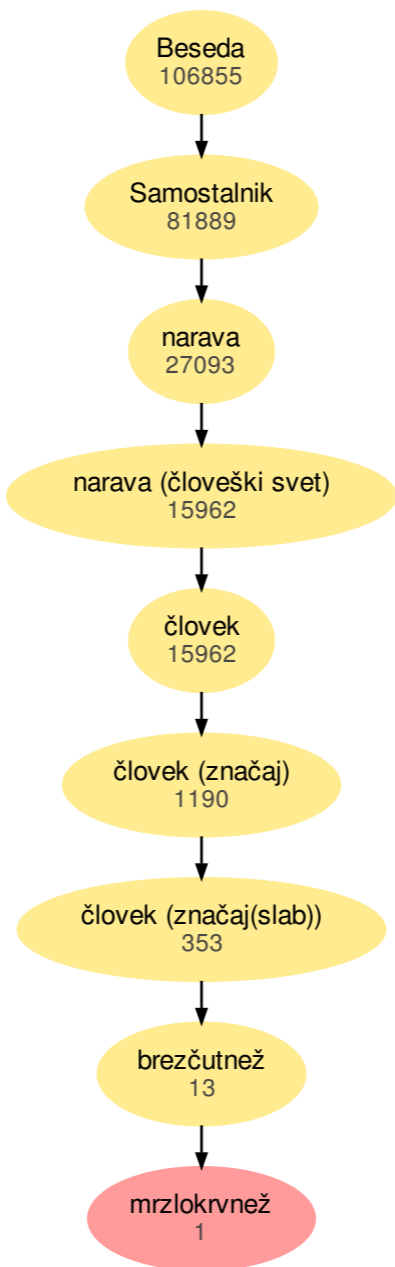 Beseda
106855
Samostalnik
81889
narava
27093
narava (človeški svet)
15962
človek
15962
človek (značaj)
1190
človek (značaj(slab))
353
brezčutnež
13
mrzlokrvnež
1